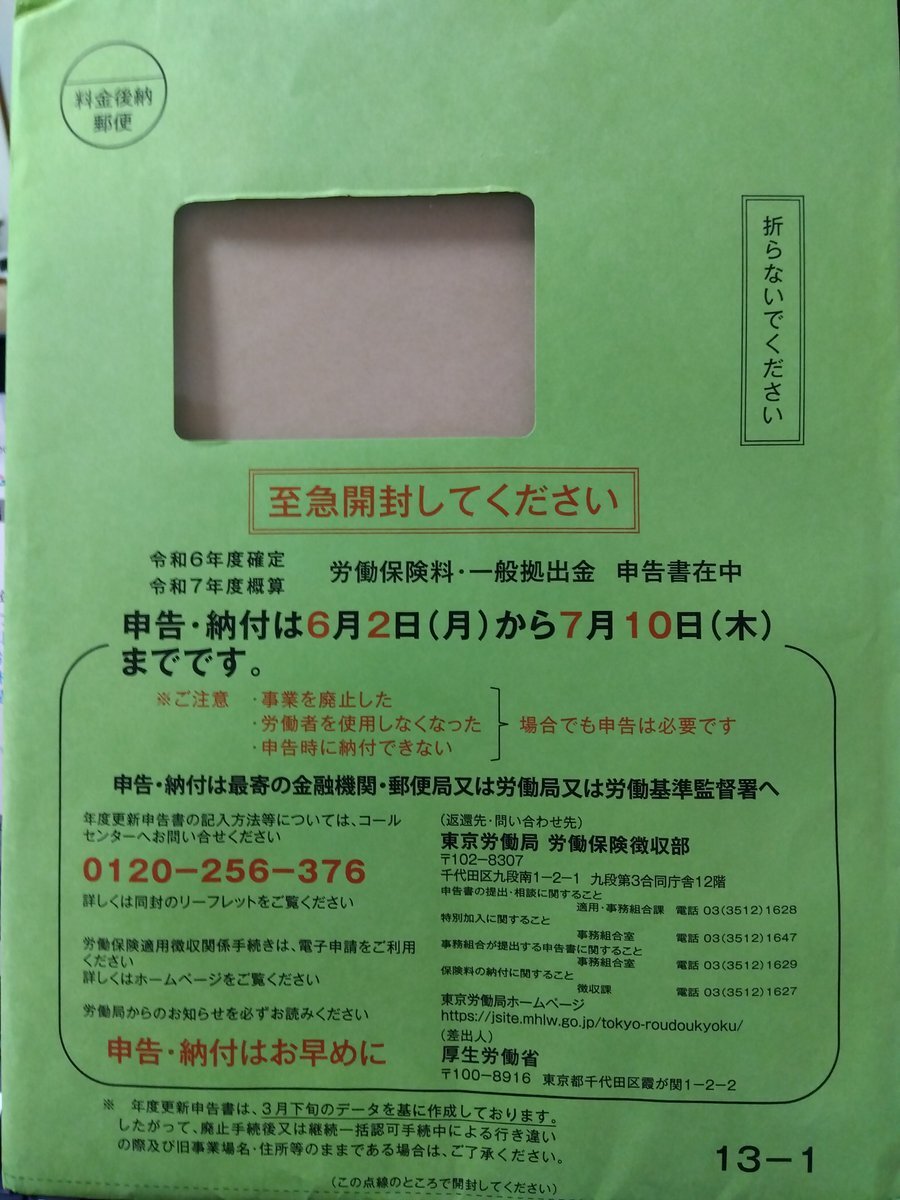 料金後納
郵便
折らないでください
至急開封してください
令和6年度確定
令和7年度概算
労働保険料・一般拠出金 申告書在中
申告・納付は6月2日(月)から7月10日(木)
までです。
※ご注意 ・事業を廃止した
・労働者を使用しなくなった
・申告時に納付できない
場合でも申告は必要です
申告・納付は最寄の金融機関・郵便局又は労働局又は労働基準監督署へ
年度更新申告書の記入方法等については、コール
センターへお問い合せください
0120-256-376
詳しくは同封のリーフレットをご覧ください
労働保険適用徴収関係手続きは、電子申請をご利用
ください
詳しくはホームページをご覧ください
労働局からのお知らせを必ずお読みください
申告・納付はお早めに
(返還先・問い合わせ先)
東京労働局 労働保険徴収部
〒102-8307
千代田区九段南1-2-1 九段第3合同庁舎12階
申告書の提出・相談に関すること
適用・事務組合課 電話 03(3512)1628
特別加入に関すること
事務組合室 電話 03(3512)1647
事務組合が提出する申告書に関すること
事務組合室 電話 03(3512)1629
保険料の納付に関すること
徴収課 電話 03(3512)1627
東京労働局ホームページ
https://jsite.mhlw.go.jp/tokyo-roudoukyoku/
(差出人)
厚生労働省
〒100-8916 東京都千代田区霞が関1-2-2
※ 年度更新申告書は、3月下旬のデータを基に作成しております。
したがって、廃止手続後又は継続一括認可手続中による行き違い
の際及び旧事業場名・住所等のままである場合は、ご了承ください。
13-1
(この点線のところで開封してください)